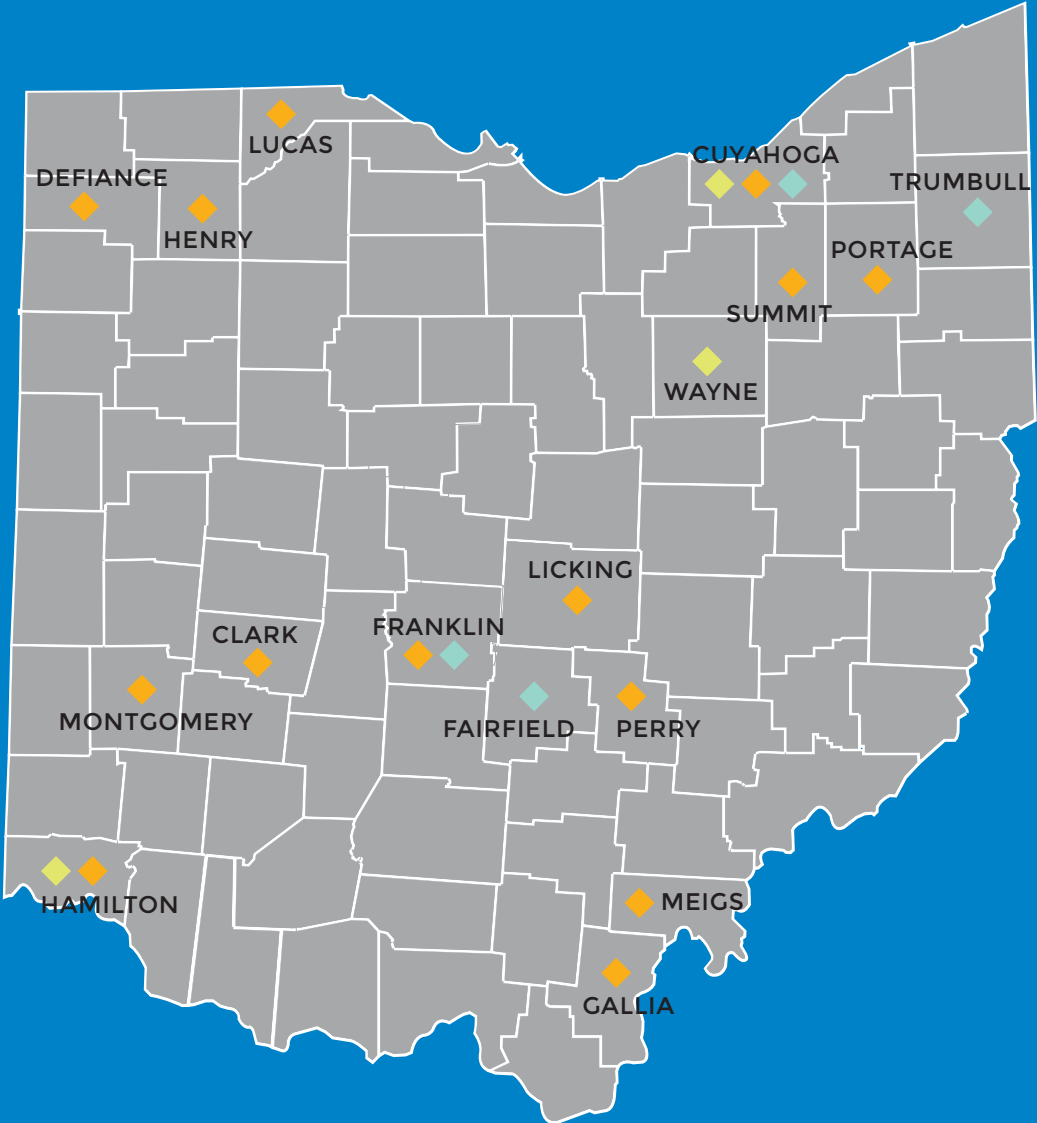 LUCAS
CUYAHOGA
DEFIANCE
TRUMBULL
HENRY
PORTAGE
SUMMIT
WAYNE
LICKING
FRANKLIN
CLARK
MONTGOMERY
FAIRFIELD
PERRY
HAMILTON
MEIGS
GALLIA